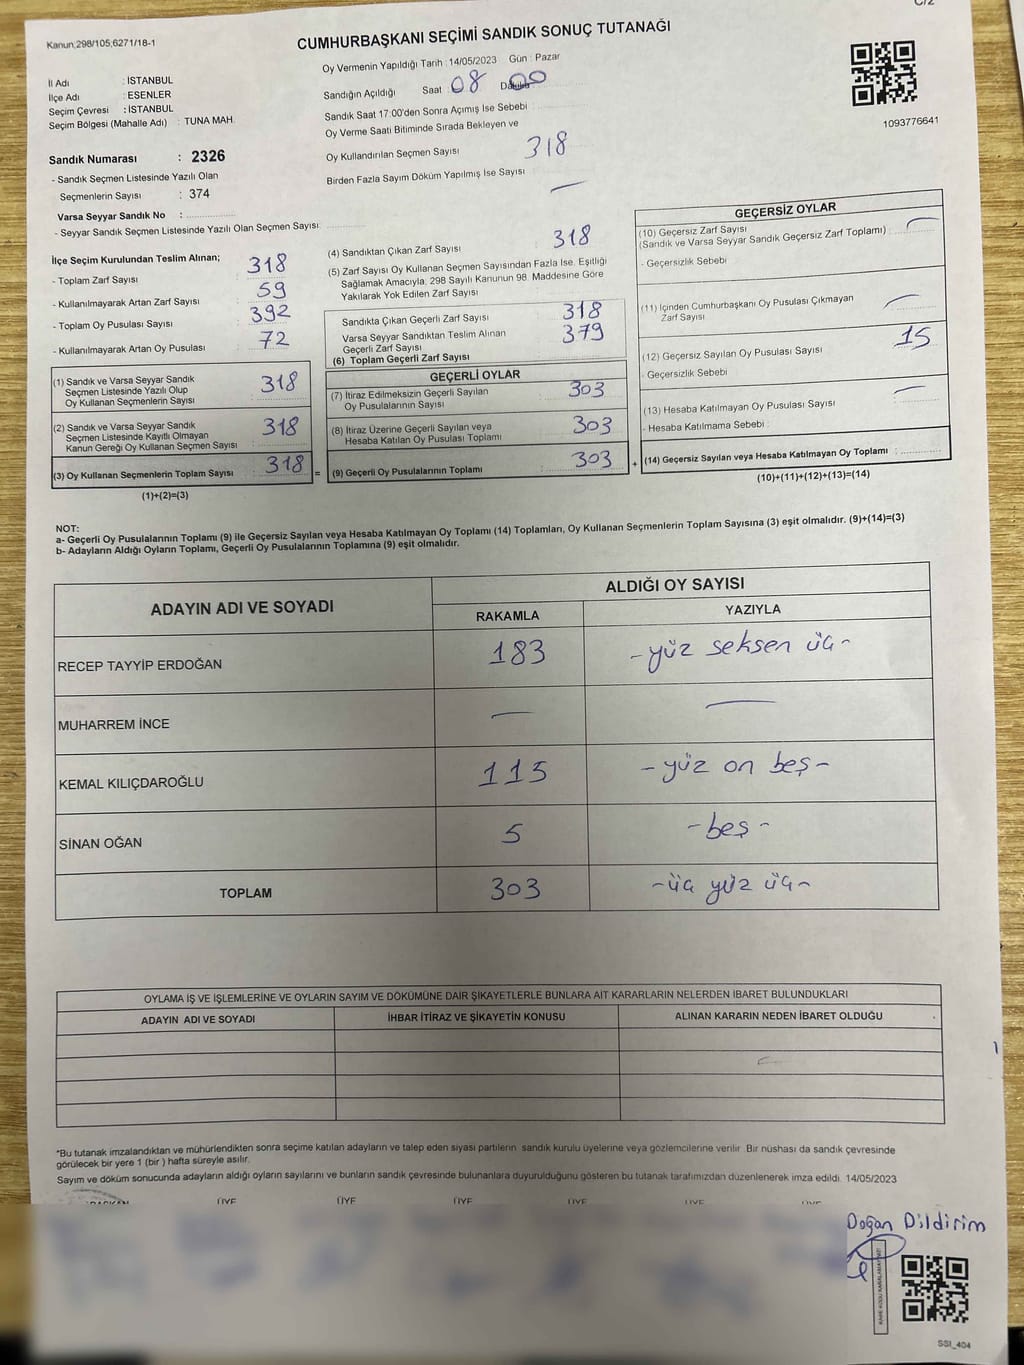 C/2
Kanun:298/105;6271/18-1
CUMHURBAŞKANI SEÇİMİ SANDIK SONUÇ TUTANAĞI
İl Adı : İSTANBUL
İlçe Adı : ESENLER
Seçim Çevresi : İSTANBUL
Seçim Bölgesi (Mahalle Adı) : TUNA MAH.
Oy Vermenin Yapıldığı Tarih : 14/05/2023 Gün : Pazar
Sandığın Açıldığı Saat : 08 Dakika 00
Sandık Saat 17:00'den Sonra Açılmış İse Sebebi :
Oy Verme Saati Bitiminde Sırada Bekleyen ve
Oy Kullandırılan Seçmen Sayısı : 318
Birden Fazla Sayım Döküm Yapılmış İse Sayısı : —
1093776641
Sandık Numarası : 2326
- Sandık Seçmen Listesinde Yazılı Olan
Seçmenlerin Sayısı : 374
Varsa Seyyar Sandık No :
- Seyyar Sandık Seçmen Listesinde Yazılı Olan Seçmen Sayısı:
İlçe Seçim Kurulundan Teslim Alınan;
- Toplam Zarf Sayısı : 318
- Kullanılmayarak Artan Zarf Sayısı : 59
- Toplam Oy Pusulası Sayısı : 392
- Kullanılmayarak Artan Oy Pusulası : 72
(1) Sandık ve Varsa Seyyar Sandık
Seçmen Listesinde Yazılı Olup
Oy Kullanan Seçmenlerin Sayısı : 318
(2) Sandık ve Varsa Seyyar Sandık
Seçmen Listesinde Kayıtlı Olmayan
Kanun Gereği Oy Kullanan Seçmen Sayısı : 318
(3) Oy Kullanan Seçmenlerin Toplam Sayısı : 318 =
(1)+(2)=(3)
(4) Sandıktan Çıkan Zarf Sayısı : 318
(5) Zarf Sayısı Oy Kullanan Seçmen Sayısından Fazla İse, Eşitliği
Sağlamak Amacıyla, 298 Sayılı Kanunun 98. Maddesine Göre
Yakılarak Yok Edilen Zarf Sayısı :
Sandıkta Çıkan Geçerli Zarf Sayısı : 318
Varsa Seyyar Sandıktan Teslim Alınan
Geçerli Zarf Sayısı : 379
(6) Toplam Geçerli Zarf Sayısı
GEÇERLİ OYLAR
(7) İtiraz Edilmeksizin Geçerli Sayılan
Oy Pusulalarının Sayısı : 303
(8) İtiraz Üzerine Geçerli Sayılan veya
Hesaba Katılan Oy Pusulası Toplamı : 303
(9) Geçerli Oy Pusulalarının Toplamı : 303 +
GEÇERSİZ OYLAR
(10) Geçersiz Zarf Sayısı : —
(Sandık ve Varsa Seyyar Sandık Geçersiz Zarf Toplamı)
- Geçersizlik Sebebi :
(11) İçinden Cumhurbaşkanı Oy Pusulası Çıkmayan
Zarf Sayısı : —
(12) Geçersiz Sayılan Oy Pusulası Sayısı : 15
- Geçersizlik Sebebi :
(13) Hesaba Katılmayan Oy Pusulası Sayısı : —
- Hesaba Katılmama Sebebi :
(14) Geçersiz Sayılan veya Hesaba Katılmayan Oy Toplamı :
(10)+(11)+(12)+(13)=(14)
NOT:
a- Geçerli Oy Pusulalarının Toplamı (9) ile Geçersiz Sayılan veya Hesaba Katılmayan Oy Toplamı (14) Toplamları, Oy Kullanan Seçmenlerin Toplam Sayısına (3) eşit olmalıdır. (9)+(14)=(3)
b- Adayların Aldığı Oyların Toplamı, Geçerli Oy Pusulalarının Toplamına (9) eşit olmalıdır.
ADAYIN ADI VE SOYADI
ALDIĞI OY SAYISI
RAKAMLA YAZIYLA
RECEP TAYYİP ERDOĞAN 183 -yüz seksen üç-
MUHARREM İNCE — —
KEMAL KILIÇDAROĞLU 115 -yüz on beş-
SİNAN OĞAN 5 -beş-
TOPLAM 303 -üç yüz üç-
OYLAMA İŞ VE İŞLEMLERİNE VE OYLARIN SAYIM VE DÖKÜMÜNE DAİR ŞİKAYETLERLE BUNLARA AİT KARARLARIN NELERDEN İBARET BULUNDUKLARI
ADAYIN ADI VE SOYADI İHBAR İTİRAZ VE ŞİKAYETİN KONUSU ALINAN KARARIN NEDEN İBARET OLDUĞU
*Bu tutanak imzalandıktan ve mühürlendikten sonra seçime katılan adayların ve talep eden siyasi partilerin sandık kurulu üyelerine veya gözlemcilerine verilir. Bir nüshası da sandık çevresinde
görülecek bir yere 1 (bir ) hafta süreyle asılır.
Sayım ve döküm sonucunda adayların aldığı oyların sayılarını ve bunların sandık çevresinde bulunanlara duyurulduğunu gösteren bu tutanak tarafımızdan düzenlenerek imza edildi. 14/05/2023
BAŞKAN ÜYE ÜYE ÜYE ÜYE ÜYE ÜYE
Doğan Dildirim
SSI_404